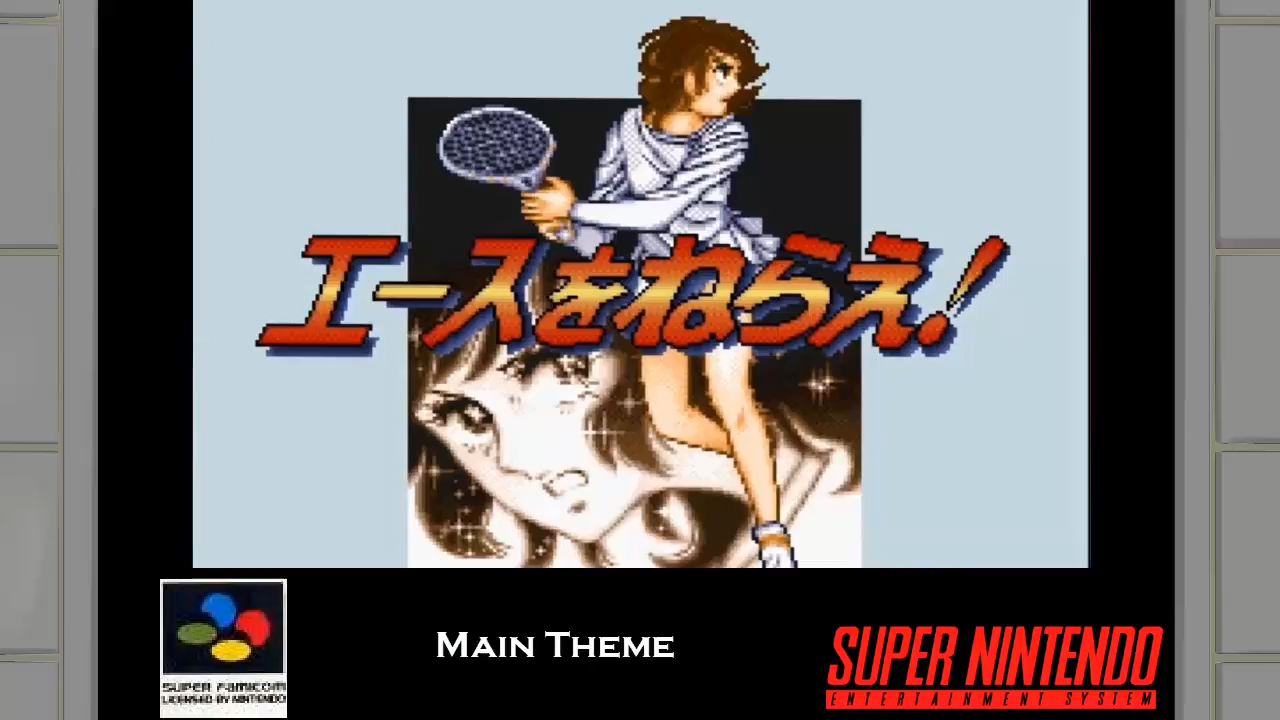 エースをねらえ!
MAIN THEME
SUPER FAMICOM
LICENSED BY NINTENDO
SUPER NINTENDO
ENTERTAINMENT SYSTEM